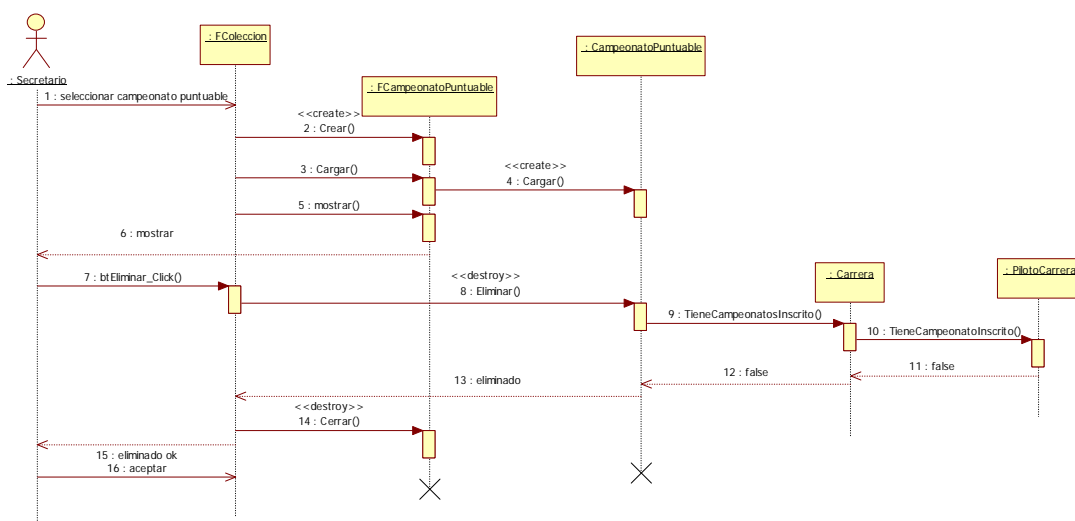 : FColeccion
: CampeonatoPuntuable
: Secretario
: FCampeonatoPuntuable
1 : seleccionar campeonato puntuable
<<create>>
2 : Crear()
3 : Cargar()
<<create>>
4 : Cargar()
5 : mostrar()
6 : mostrar
: Carrera
: PilotoCarrera
7 : btEliminar_Click()
<<destroy>>
8 : Eliminar()
9 : TieneCampeonatosInscrito()
10 : TieneCampeonatoInscrito()
11 : false
12 : false
13 : eliminado
<<destroy>>
14 : Cerrar()
15 : eliminado ok
16 : aceptar